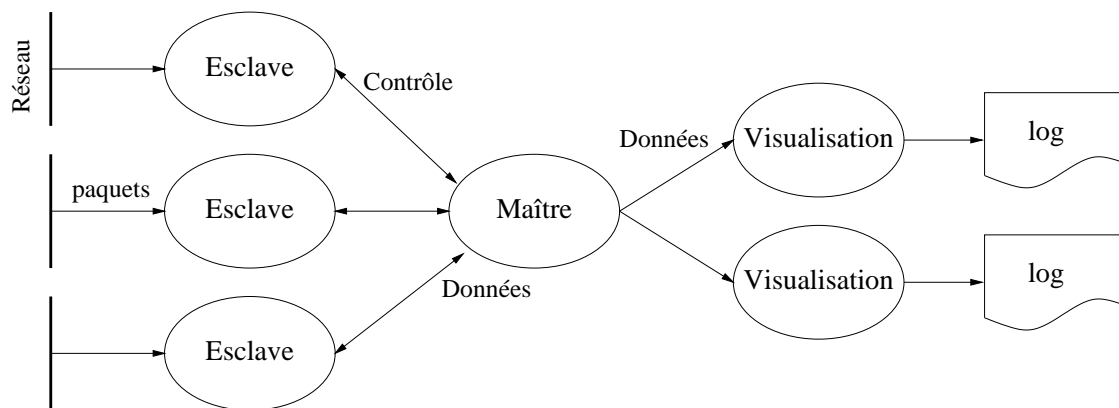 Réseau
Esclave
Contrôle
paquets
Esclave
Maître
Données
Esclave
Données
Visualisation
log
Visualisation
log